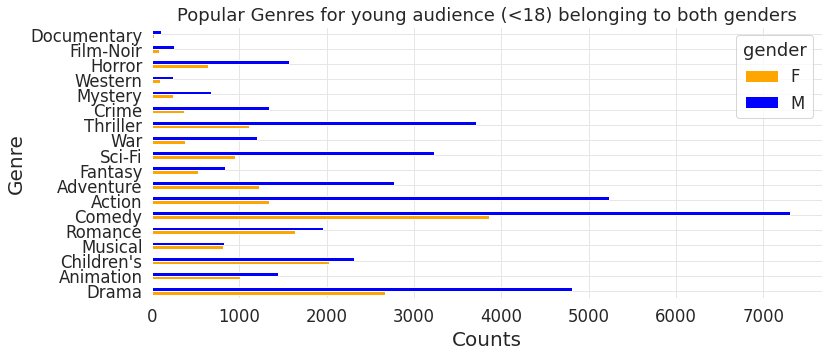 Popular Genres for young audience (<18) belonging to both genders
Genre
Documentary
Film-Noir
Horror
Western
Mystery
Crime
Thriller
War
Sci-Fi
Fantasy
Adventure
Action
Comedy
Romance
Musical
Children's
Animation
Drama
gender
F
M
0 1000 2000 3000 4000 5000 6000 7000
Counts